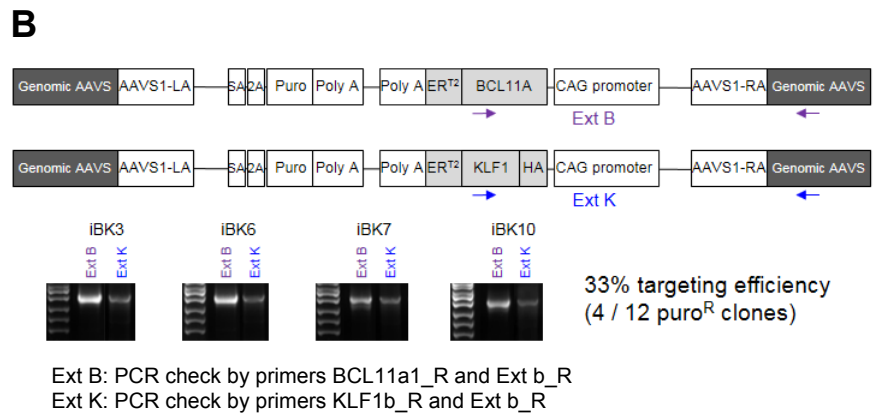 B
Genomic AAVS AAVS1-LA SA 2A Puro Poly A Poly A ERT2 BCL11A CAG promoter AAVS1-RA Genomic AAVS
Ext B
Genomic AAVS AAVS1-LA SA 2A Puro Poly A Poly A ERT2 KLF1 HA CAG promoter AAVS1-RA Genomic AAVS
Ext K
iBK3 iBK6 iBK7 iBK10
Ext B Ext K Ext B Ext K Ext B Ext K Ext B Ext K
33% targeting efficiency
(4 / 12 puroR clones)
Ext B: PCR check by primers BCL11a1_R and Ext b_R
Ext K: PCR check by primers KLF1b_R and Ext b_R